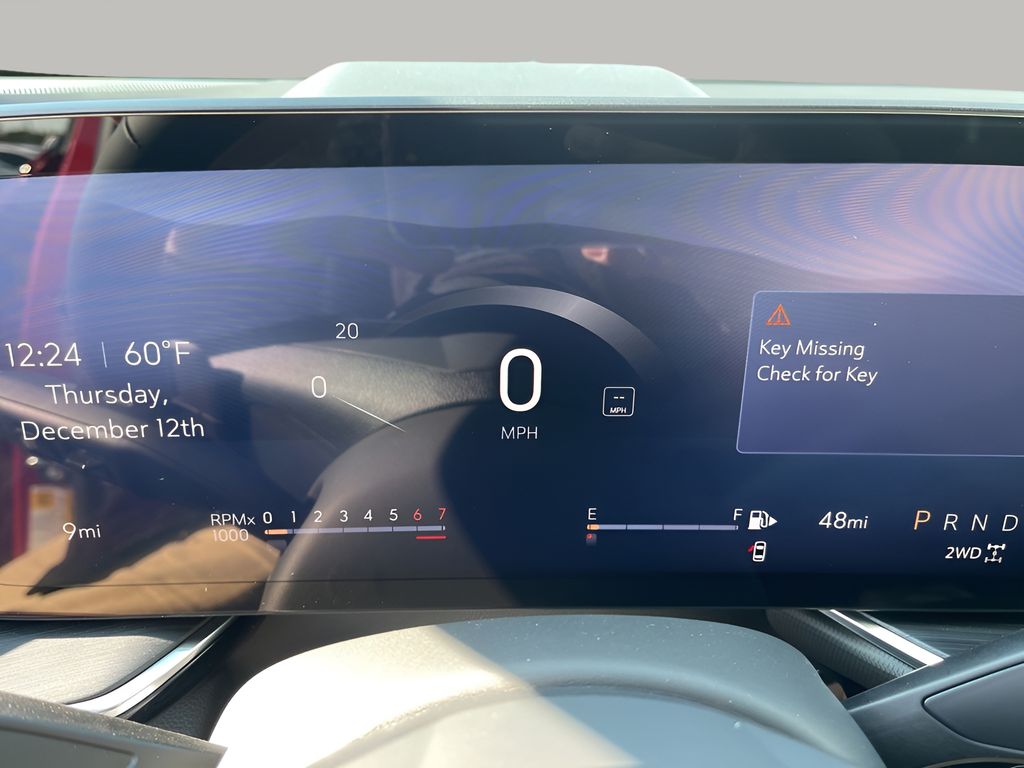 12:24 | 60°F
Thursday,
December 12th
20
0
0
MPH
--
MPH
Key Missing
Check for Key
9mi
RPMx
1000
0 1 2 3 4 5 6 7
E F
48mi
P R N D
2WD